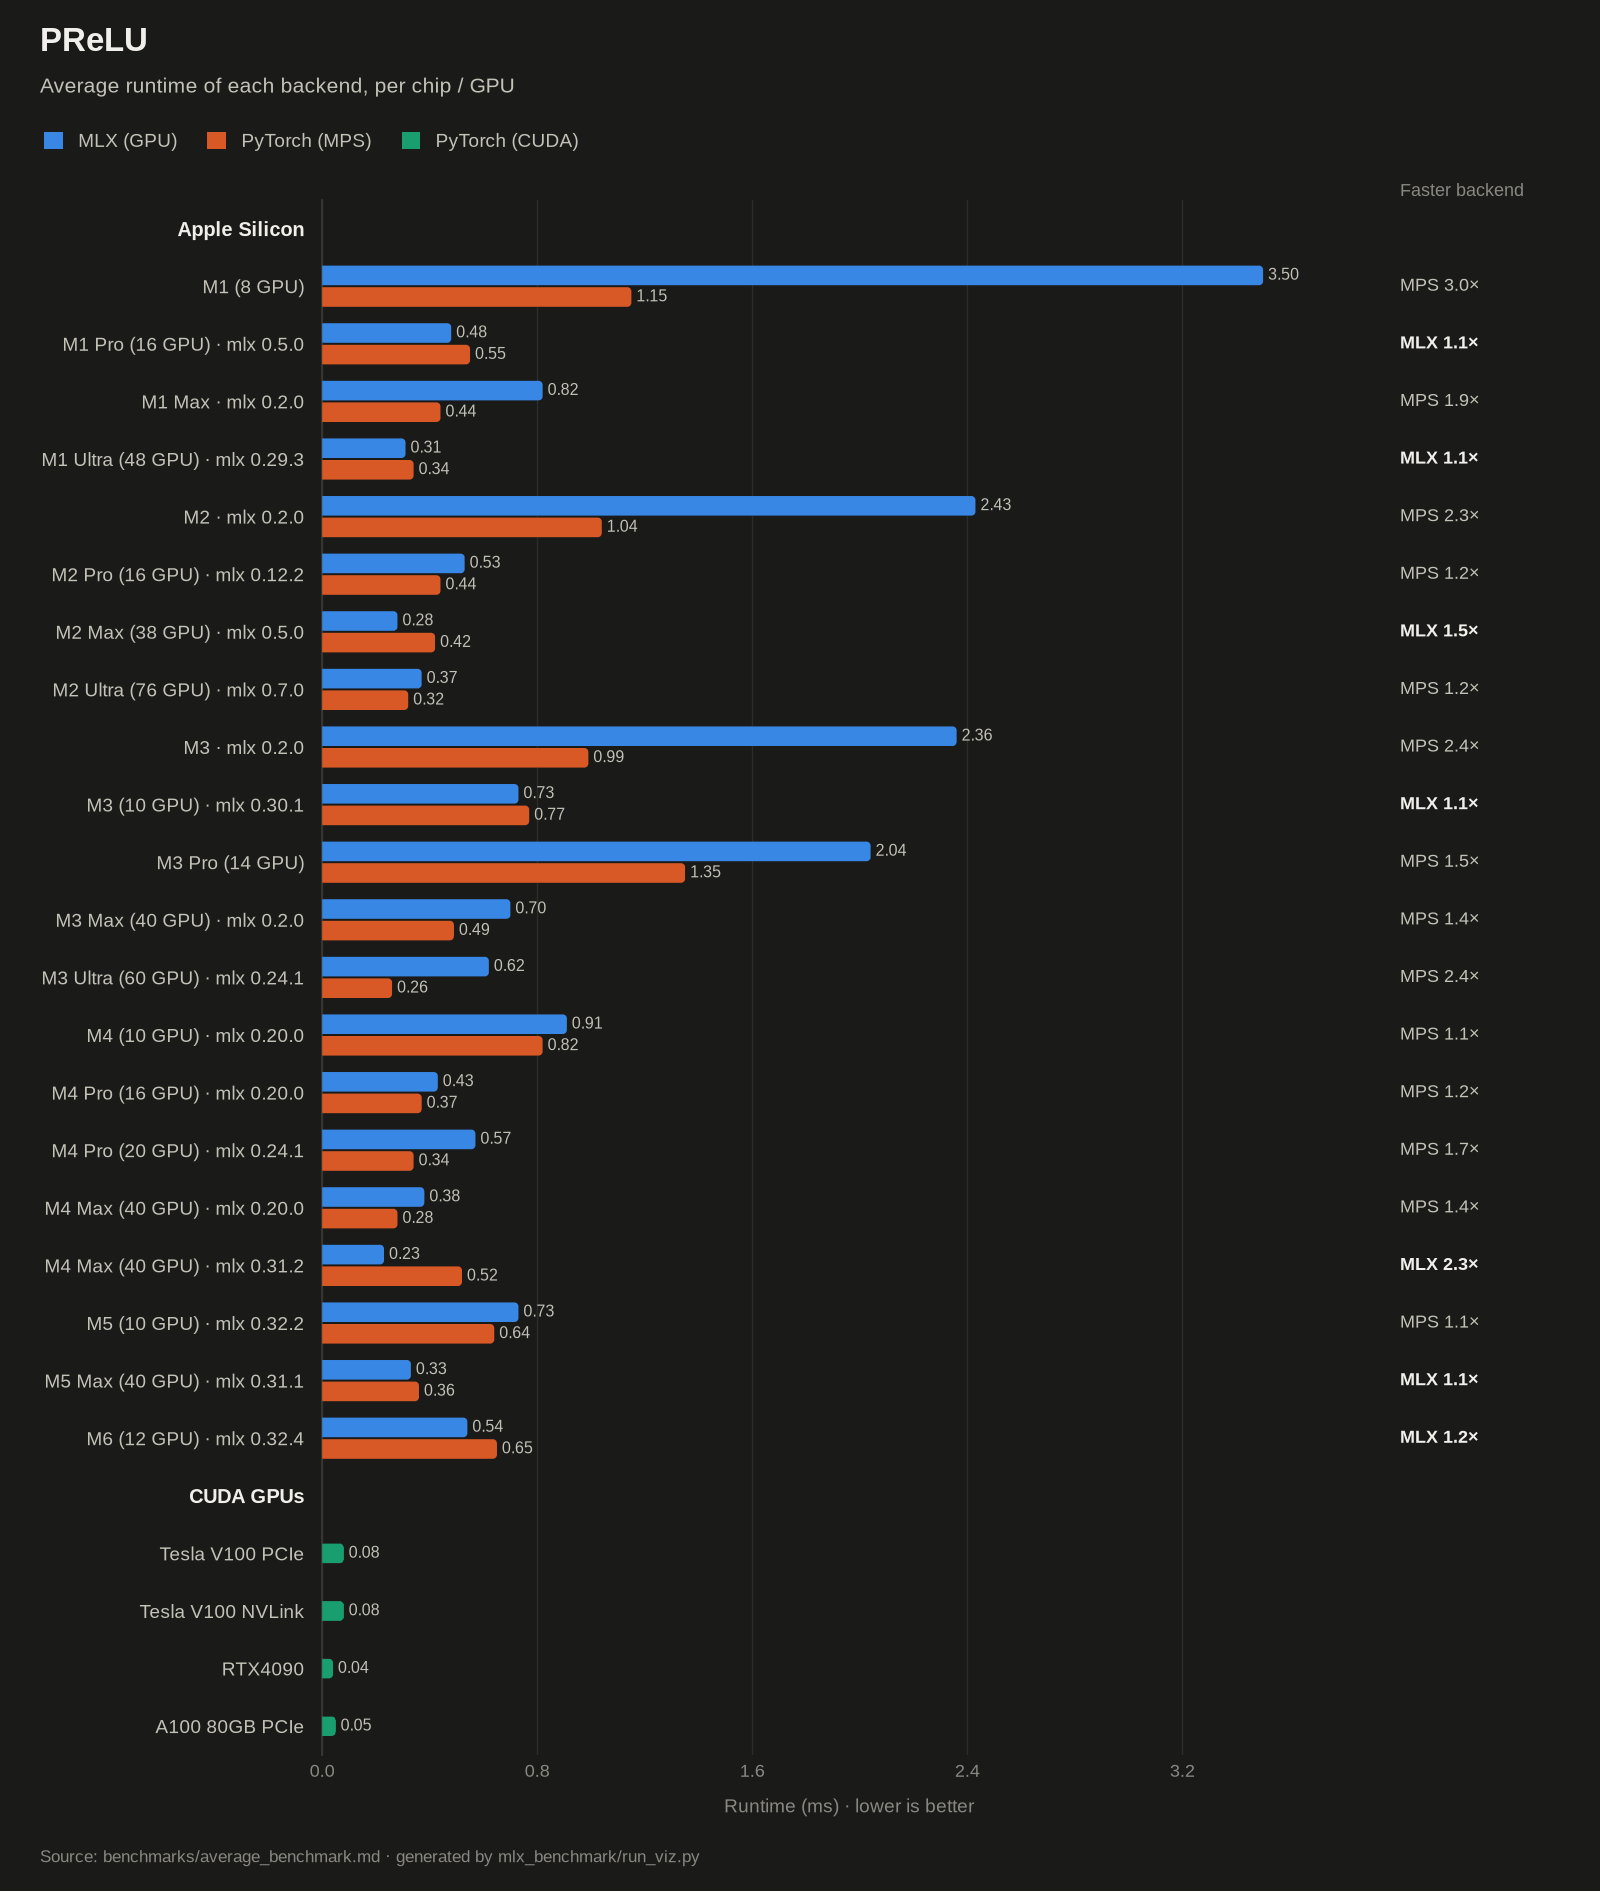 PReLU
Average runtime of each backend, per chip / GPU
MLX (GPU) PyTorch (MPS) PyTorch (CUDA)
Faster backend
Apple Silicon
M1 (8 GPU) 3.50 1.15 MPS 3.0×
M1 Pro (16 GPU) · mlx 0.5.0 0.48 0.55 MLX 1.1×
M1 Max · mlx 0.2.0 0.82 0.44 MPS 1.9×
M1 Ultra (48 GPU) · mlx 0.29.3 0.31 0.34 MLX 1.1×
M2 · mlx 0.2.0 2.43 1.04 MPS 2.3×
M2 Pro (16 GPU) · mlx 0.12.2 0.53 0.44 MPS 1.2×
M2 Max (38 GPU) · mlx 0.5.0 0.28 0.42 MLX 1.5×
M2 Ultra (76 GPU) · mlx 0.7.0 0.37 0.32 MPS 1.2×
M3 · mlx 0.2.0 2.36 0.99 MPS 2.4×
M3 (10 GPU) · mlx 0.30.1 0.73 0.77 MLX 1.1×
M3 Pro (14 GPU) 2.04 1.35 MPS 1.5×
M3 Max (40 GPU) · mlx 0.2.0 0.70 0.49 MPS 1.4×
M3 Ultra (60 GPU) · mlx 0.24.1 0.62 0.26 MPS 2.4×
M4 (10 GPU) · mlx 0.20.0 0.91 0.82 MPS 1.1×
M4 Pro (16 GPU) · mlx 0.20.0 0.43 0.37 MPS 1.2×
M4 Pro (20 GPU) · mlx 0.24.1 0.57 0.34 MPS 1.7×
M4 Max (40 GPU) · mlx 0.20.0 0.38 0.28 MPS 1.4×
M4 Max (40 GPU) · mlx 0.31.2 0.23 0.52 MLX 2.3×
M5 (10 GPU) · mlx 0.32.2 0.73 0.64 MPS 1.1×
M5 Max (40 GPU) · mlx 0.31.1 0.33 0.36 MLX 1.1×
M6 (12 GPU) · mlx 0.32.4 0.54 0.65 MLX 1.2×
CUDA GPUs
Tesla V100 PCIe 0.08
Tesla V100 NVLink 0.08
RTX4090 0.04
A100 80GB PCIe 0.05
0.0 0.8 1.6 2.4 3.2
Runtime (ms) · lower is better
Source: benchmarks/average_benchmark.md · generated by mlx_benchmark/run_viz.py